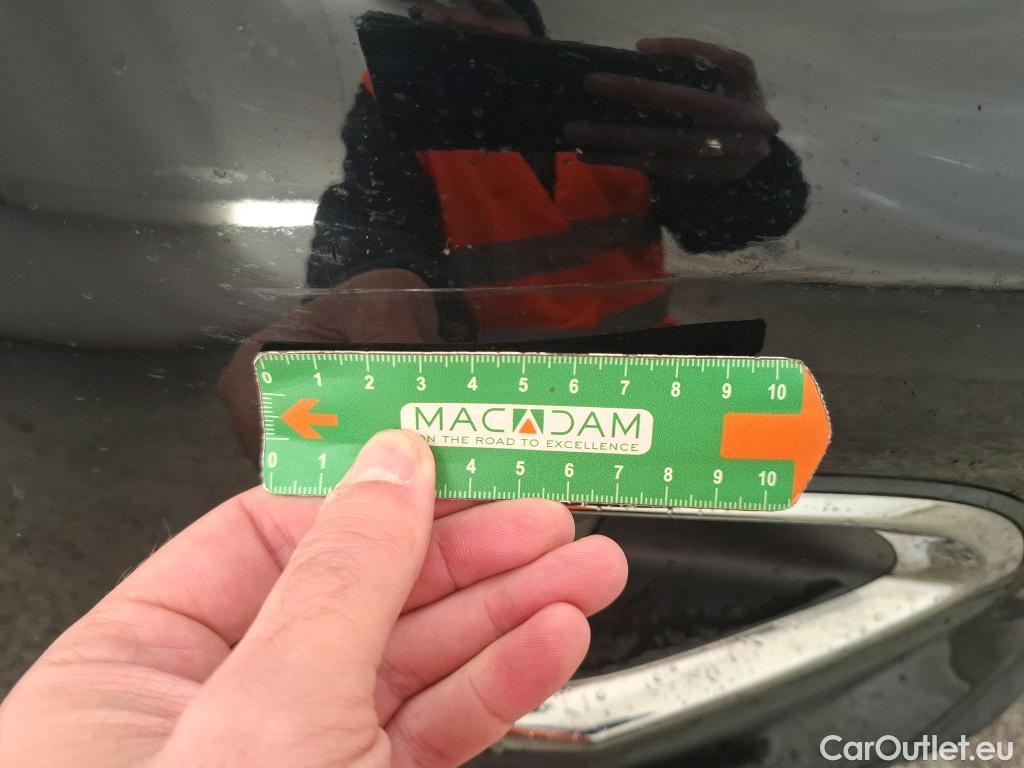 0 1 2 3 4 5 6 7 8 9 10
MACADAM
ON THE ROAD TO EXCELLENCE
0 1 4 5 6 7 8 9 10
CarOutlet.eu